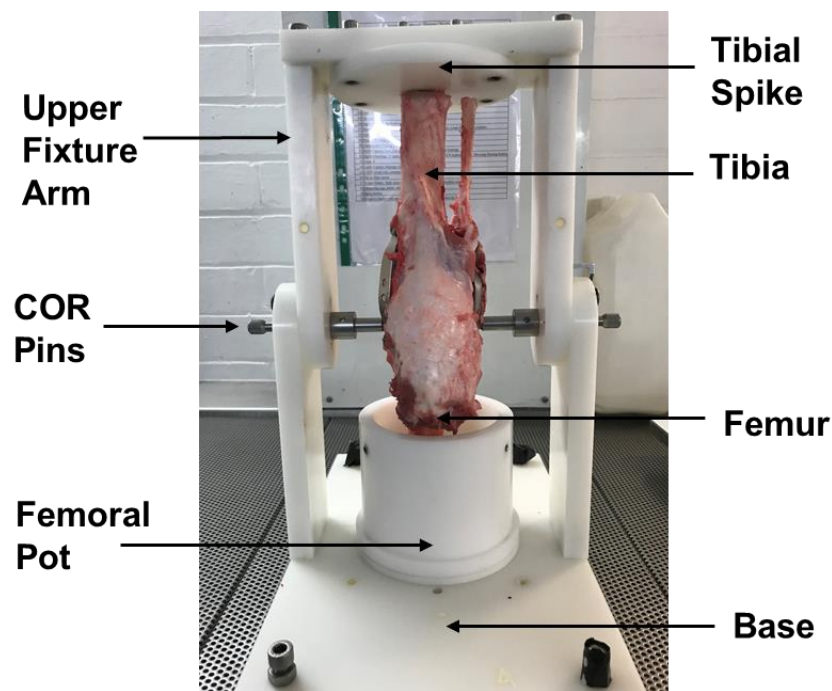 Tibial
Spike
Upper
Fixture
Arm
Tibia
COR
Pins
Femur
Femoral
Pot
Base